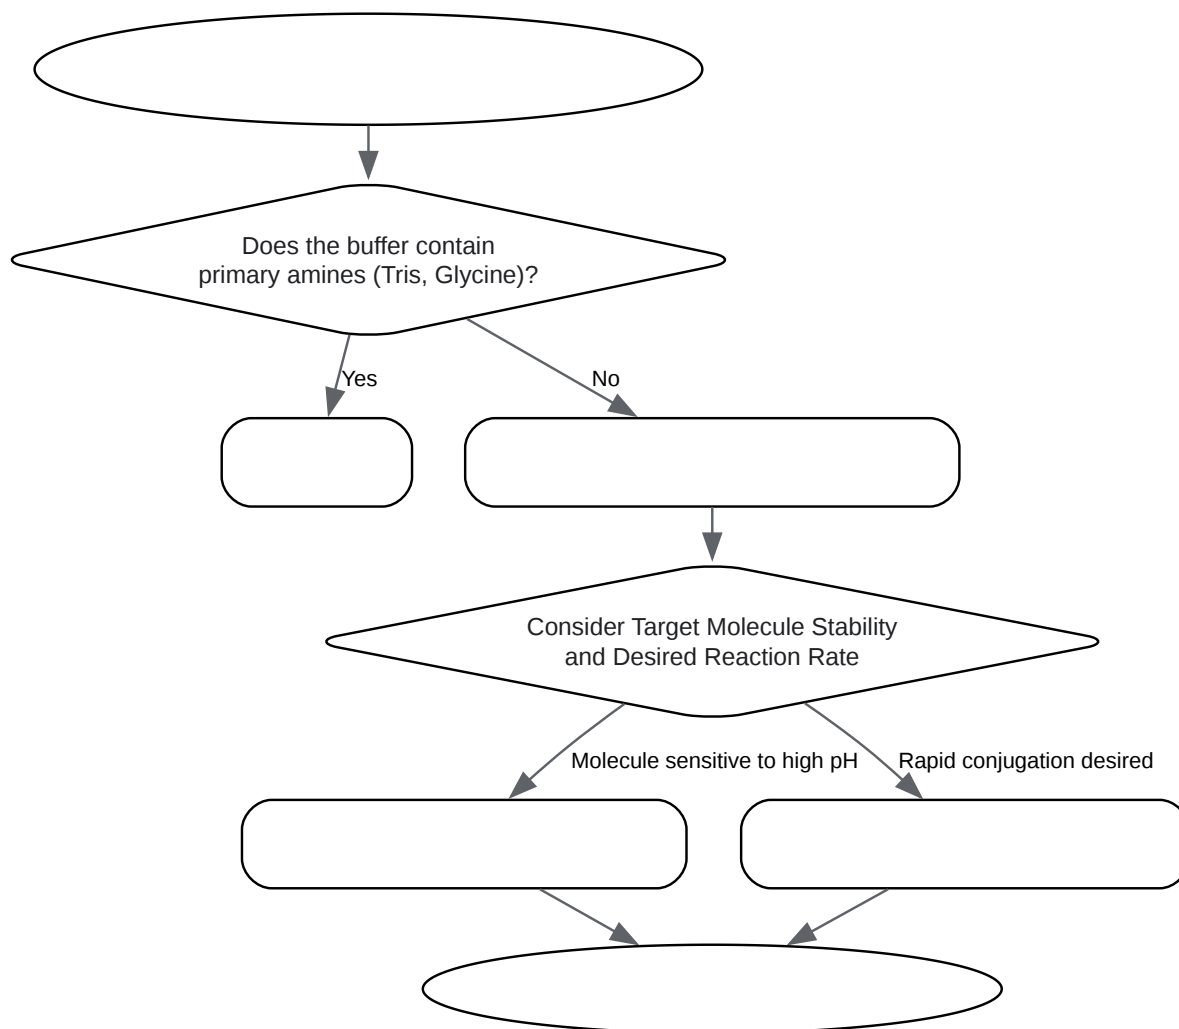 Does the buffer contain
primary amines (Tris, Glycine)?
Yes
No
Consider Target Molecule Stability
and Desired Reaction Rate
Molecule sensitive to high pH
Rapid conjugation desired